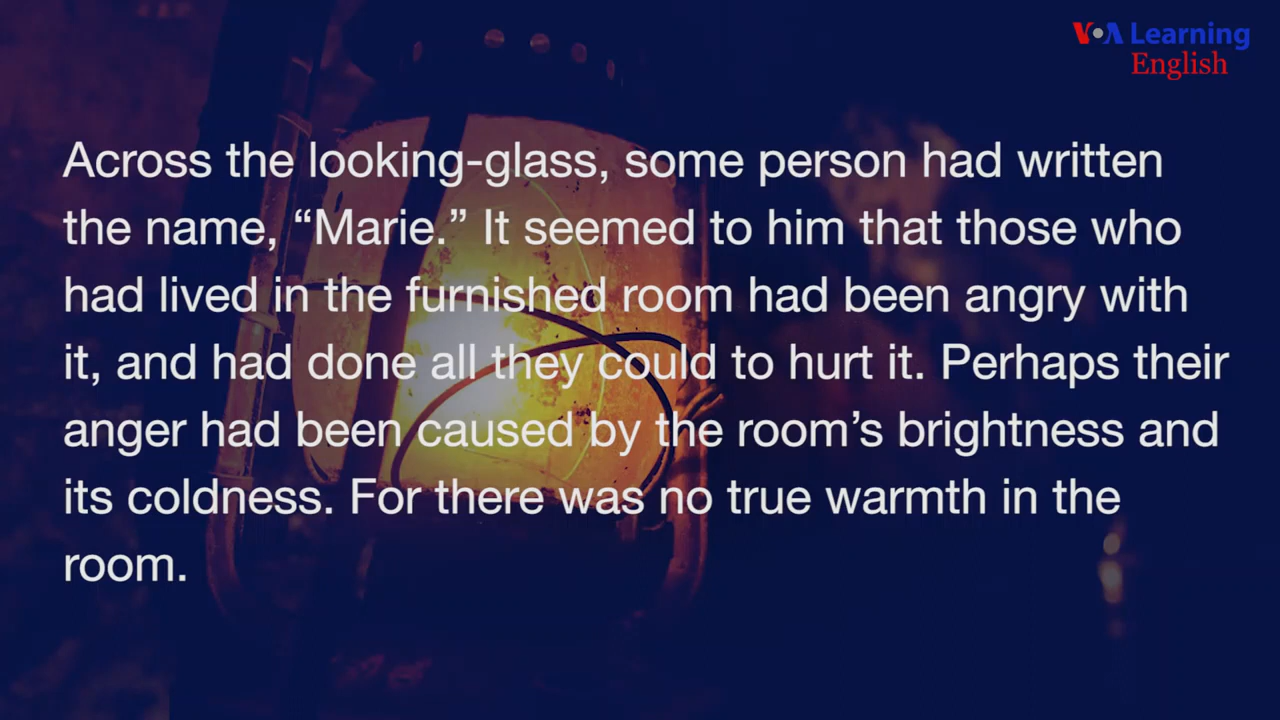 VOA Learning
English
Across the looking-glass, some person had written
the name, “Marie.” It seemed to him that those who
had lived in the furnished room had been angry with
it, and had done all they could to hurt it. Perhaps their
anger had been caused by the room’s brightness and
its coldness. For there was no true warmth in the
room.